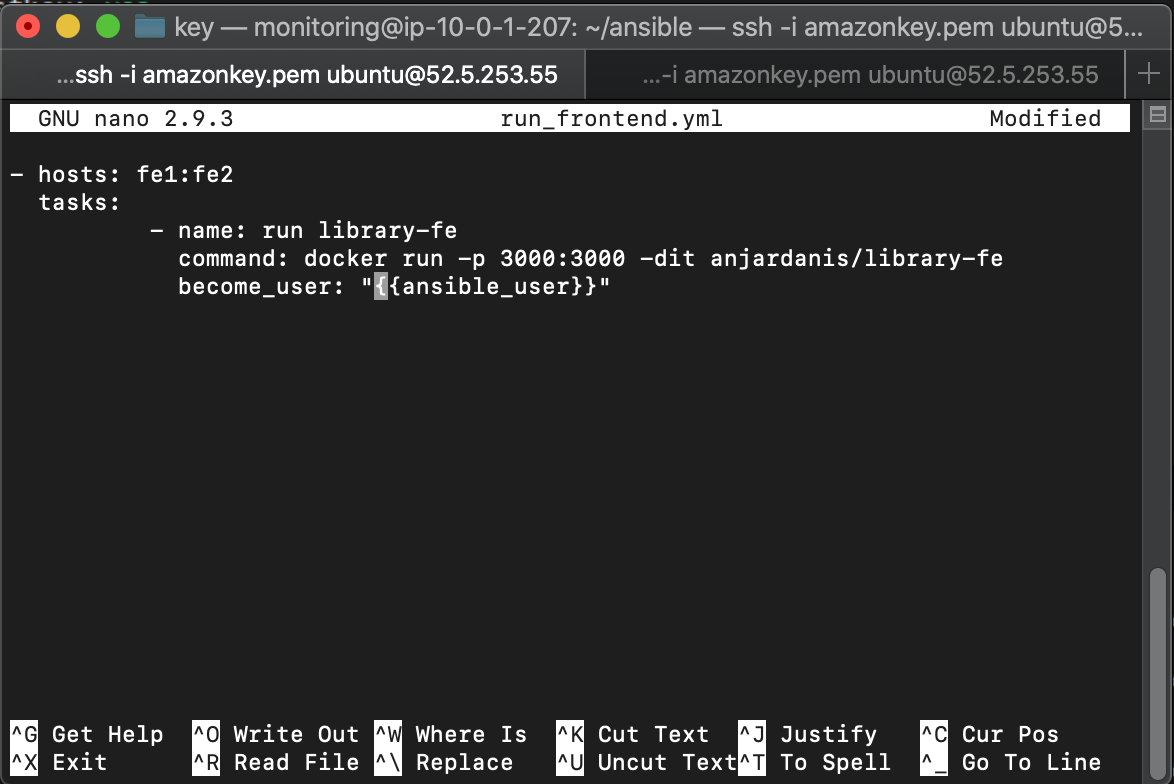 key — monitoring@ip-10-0-1-207: ~/ansible — ssh -i amazonkey.pem ubuntu@5...
...ssh -i amazonkey.pem ubuntu@52.5.253.55 ...-i amazonkey.pem ubuntu@52.5.253.55 +
GNU nano 2.9.3 run_frontend.yml Modified
- hosts: fe1:fe2
  tasks:
          - name: run library-fe
            command: docker run -p 3000:3000 -dit anjardanis/library-fe
            become_user: "{{ansible_user}}"
^G Get Help ^O Write Out ^W Where Is ^K Cut Text ^J Justify ^C Cur Pos
^X Exit ^R Read File ^\ Replace ^U Uncut Text^T To Spell ^_ Go To Line